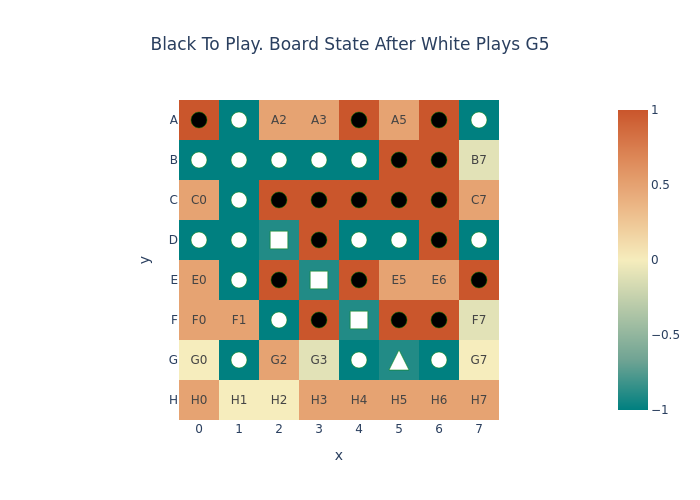 Black To Play. Board State After White Plays G5
A A2 A3 A5
B B7
C C0 C7
D
E E0 E5 E6
F F0 F1 F7
G G0 G2 G3 G7
H H0 H1 H2 H3 H4 H5 H6 H7
0 1 2 3 4 5 6 7
x
y
1
0.5
0
−0.5
−1